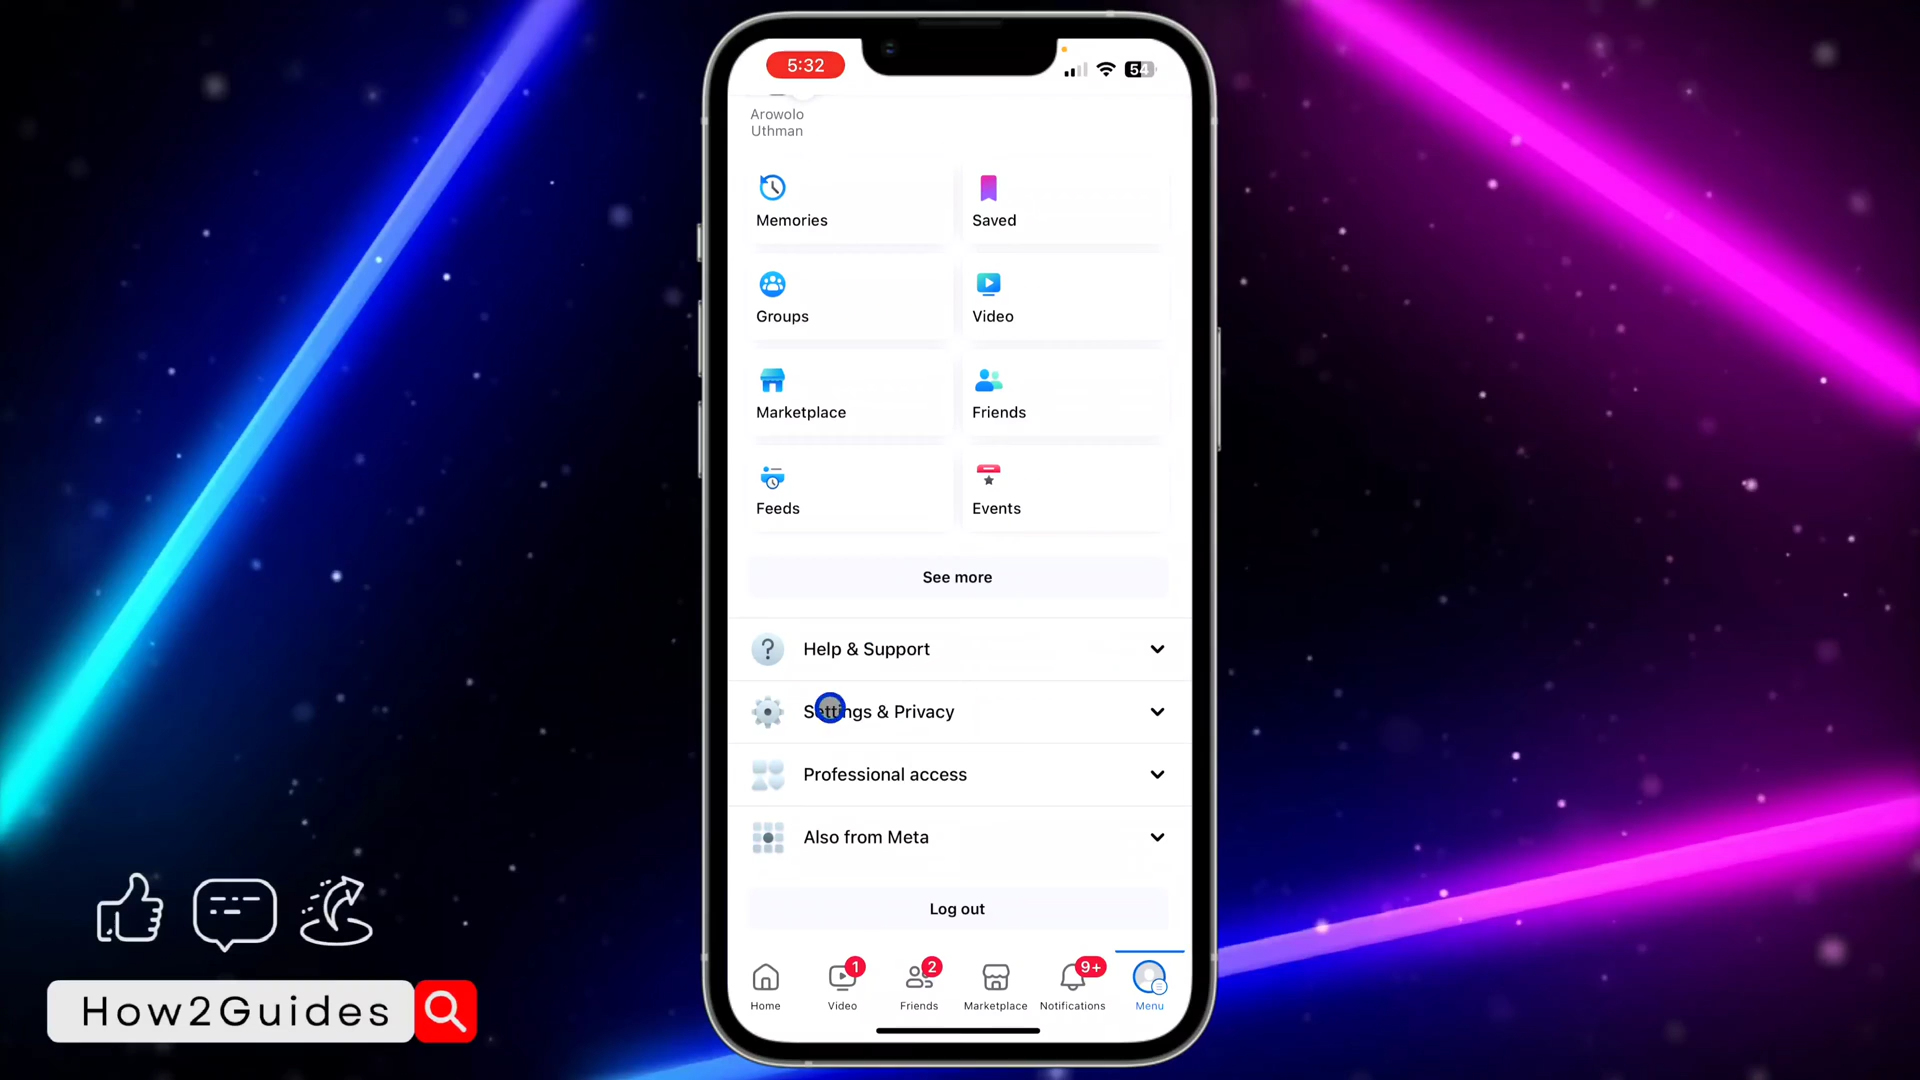 5:32
54
Arowolo
Uthman
Memories
Saved
Groups
Video
Marketplace
Friends
Feeds
Events
See more
Help & Support
Settings & Privacy
Professional access
Also from Meta
Log out
1
2
9+
Home
Video
Friends
Marketplace
Notifications
Menu
How2Guides